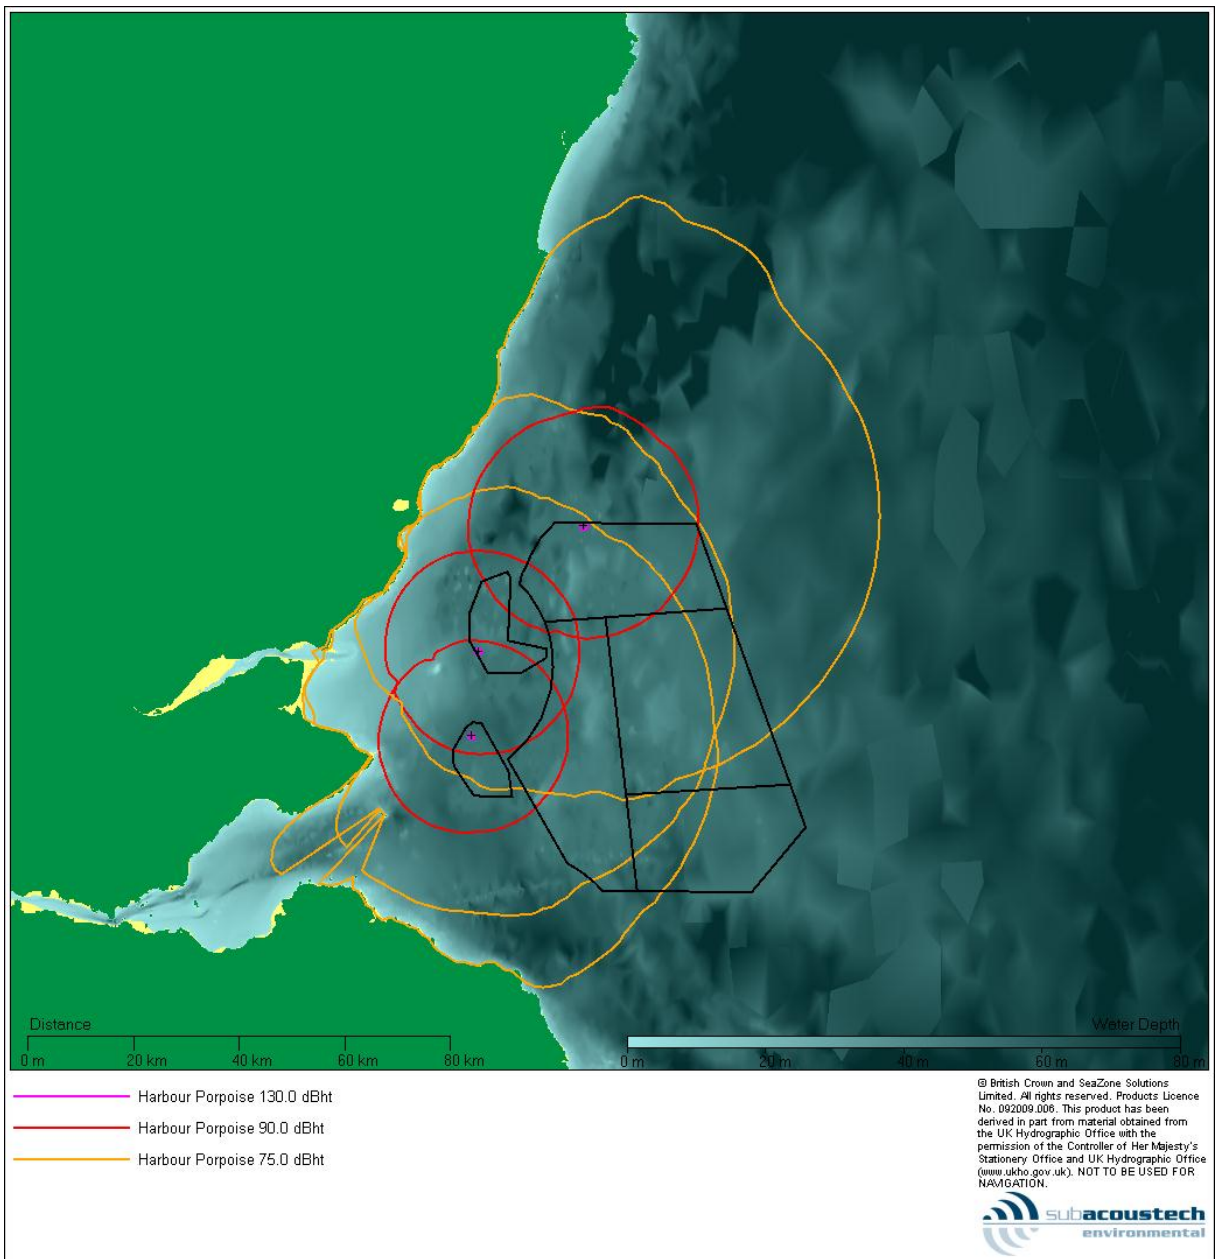 Distance
0 m 20 km 40 km 60 km 80 km
Water Depth
0 m 20 m 40 m 60 m 80 m
Harbour Porpoise 130.0 dBht
Harbour Porpoise 90.0 dBht
Harbour Porpoise 75.0 dBht
© British Crown and SeaZone Solutions
Limited. All rights reserved. Products Licence
No. 092009.006. This product has been
derived in part from material obtained from
the UK Hydrographic Office with the
permission of the Controller of Her Majesty's
Stationery Office and UK Hydrographic Office
(www.ukho.gov.uk). NOT TO BE USED FOR
NAVIGATION.
subacoustech
environmental